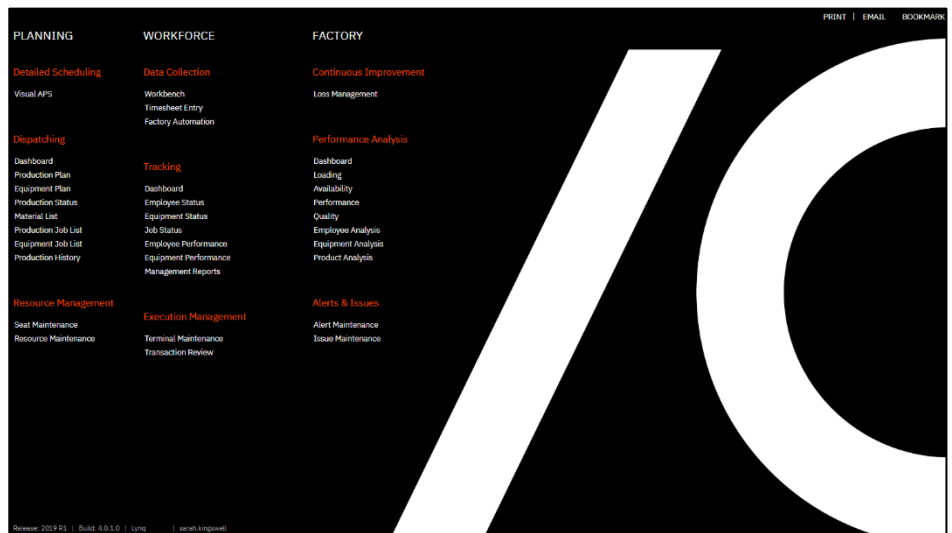 PRINT | EMAIL BOOKMARK
PLANNING
Detailed Scheduling
Visual APS
Dispatching
Dashboard
Production Plan
Equipment Plan
Production Status
Material List
Production Job List
Equipment Job List
Production History
Resource Management
Seat Maintenance
Resource Maintenance
WORKFORCE
Data Collection
Workbench
Timesheet Entry
Factory Automation
Tracking
Dashboard
Employee Status
Equipment Status
Job Status
Employee Performance
Equipment Performance
Management Reports
Execution Management
Terminal Maintenance
Transaction Review
FACTORY
Continuous Improvement
Loss Management
Performance Analysis
Dashboard
Loading
Availability
Performance
Quality
Employee Analysis
Equipment Analysis
Product Analysis
Alerts & Issues
Alert Maintenance
Issue Maintenance
Release: 2019 R1 | Build: 4.0.1.0 | Lynq | sarah.kingswell